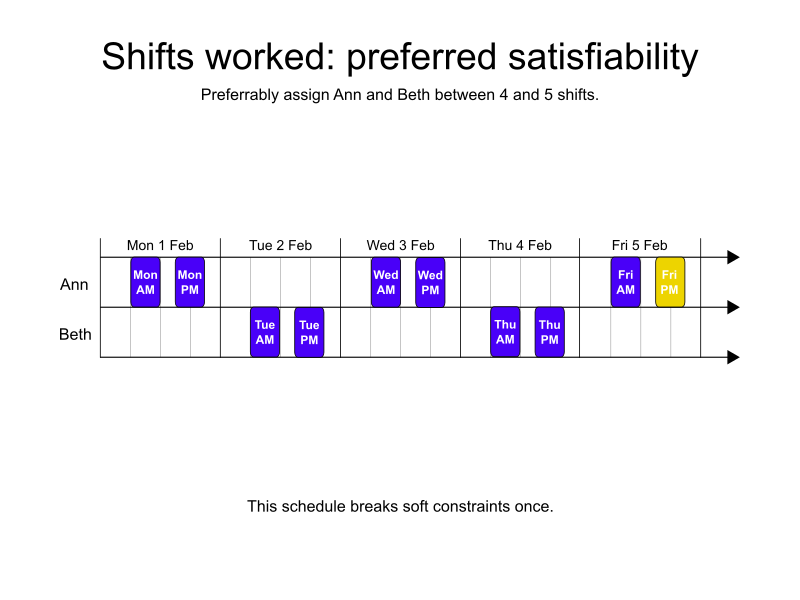 Shifts worked: preferred satisfiability
Preferrably assign Ann and Beth between 4 and 5 shifts.
Mon 1 Feb Tue 2 Feb Wed 3 Feb Thu 4 Feb Fri 5 Feb
Ann
Mon AM
Mon PM
Wed AM
Wed PM
Fri AM
Fri PM
Beth
Tue AM
Tue PM
Thu AM
Thu PM
This schedule breaks soft constraints once.